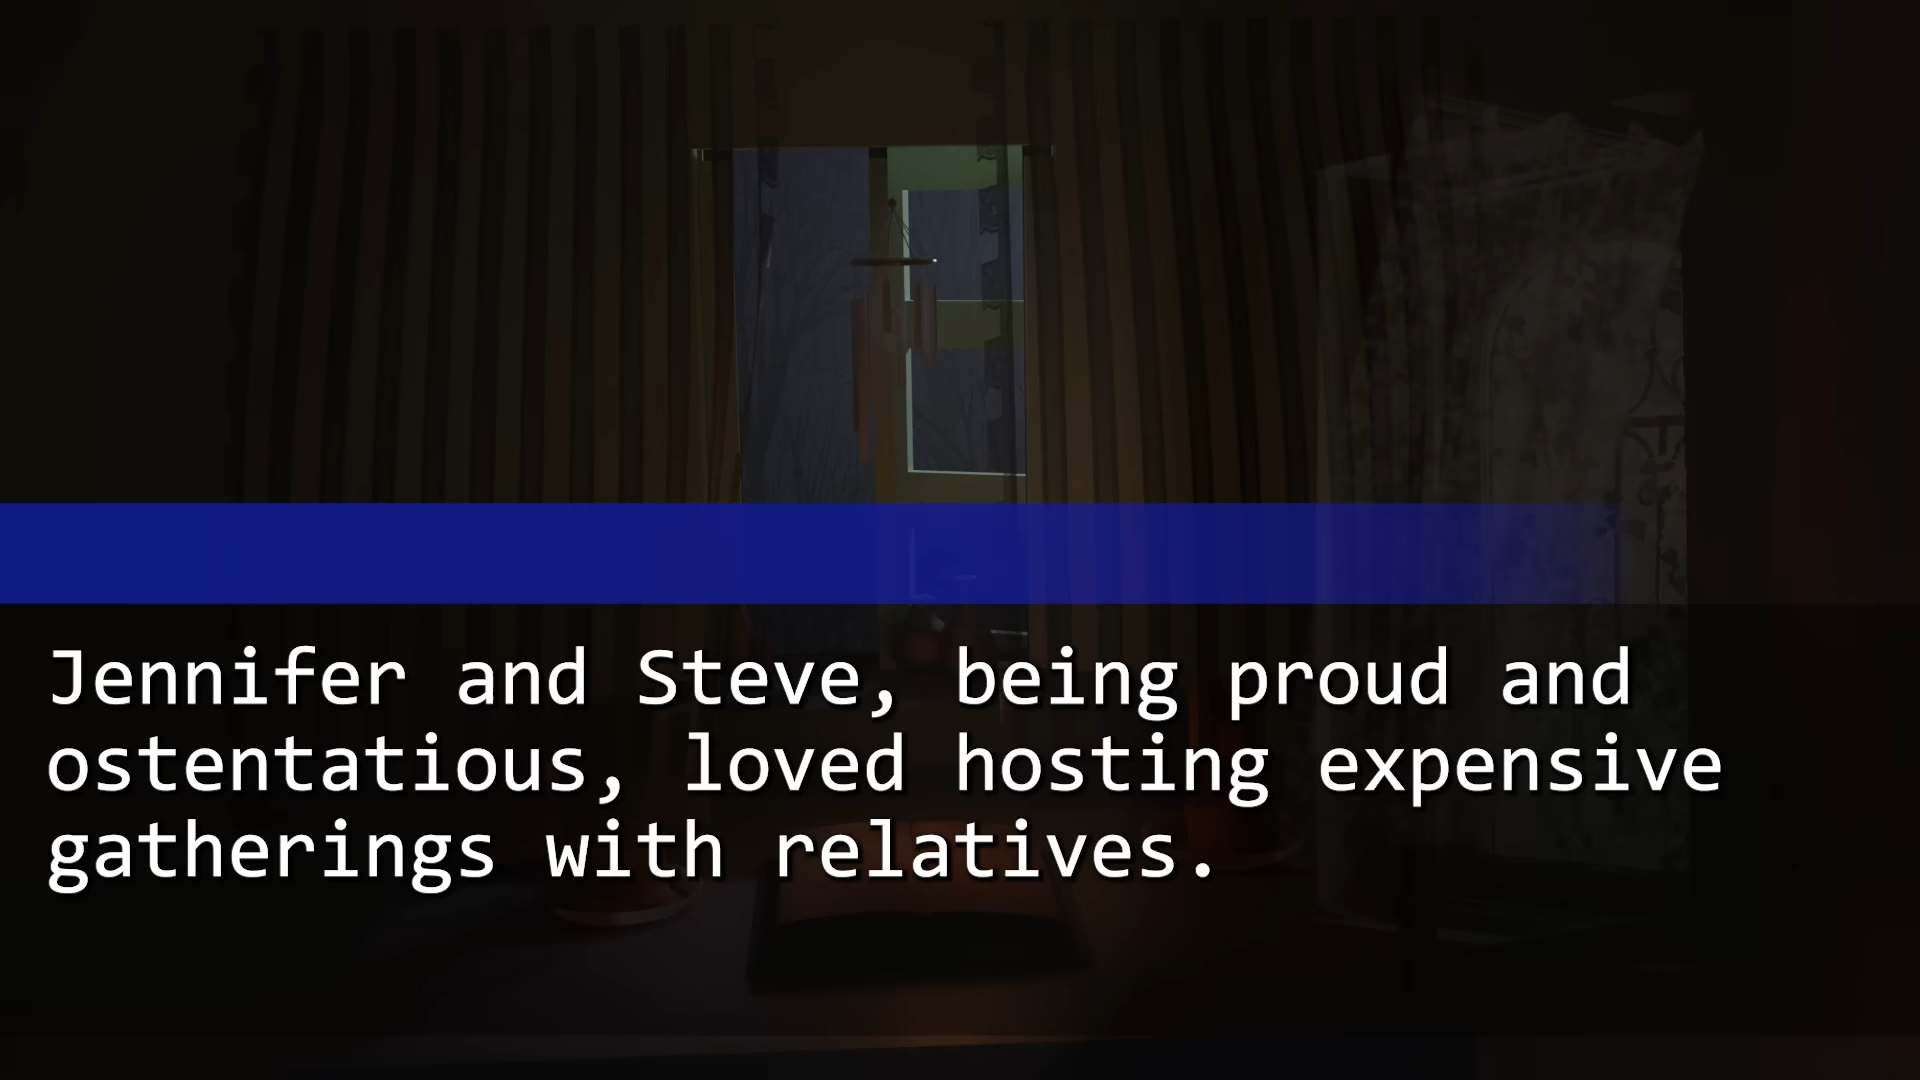 Jennifer and Steve, being proud and
ostentatious, loved hosting expensive
gatherings with relatives.